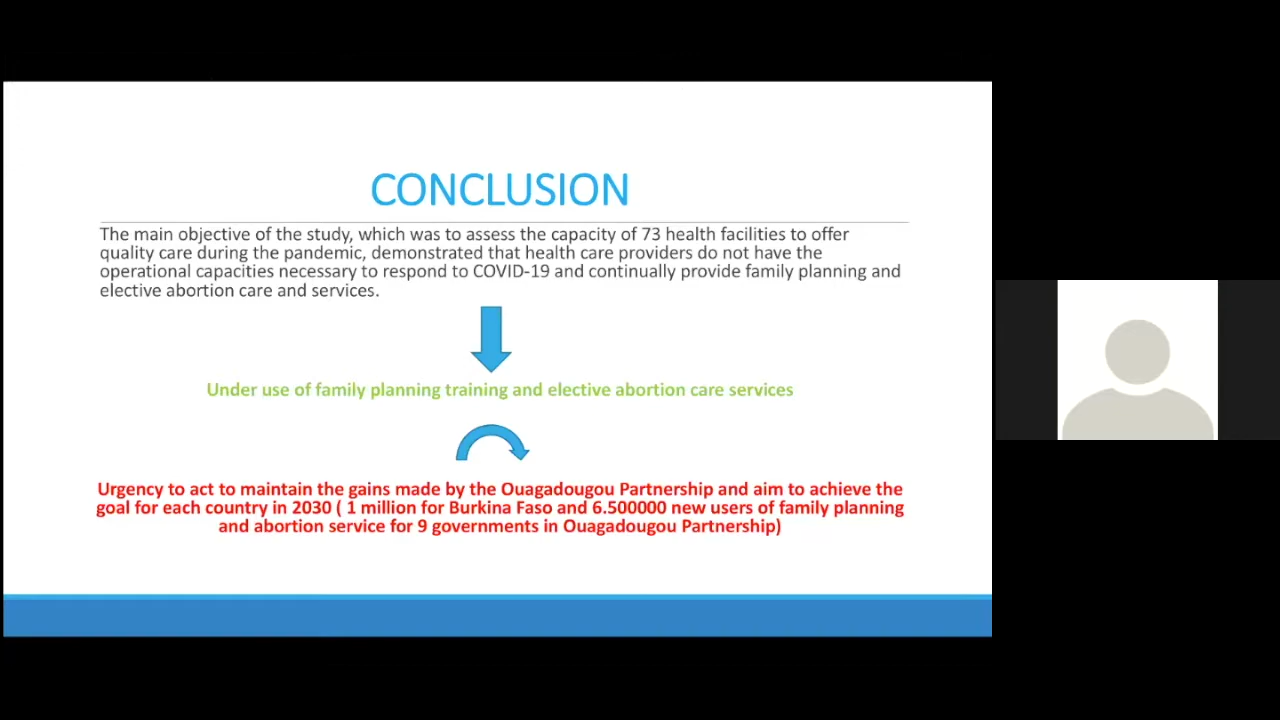 CONCLUSION
The main objective of the study, which was to assess the capacity of 73 health facilities to offer
quality care during the pandemic, demonstrated that health care providers do not have the
operational capacities necessary to respond to COVID-19 and continually provide family planning and
elective abortion care and services.
Under use of family planning training and elective abortion care services
Urgency to act to maintain the gains made by the Ouagadougou Partnership and aim to achieve the
goal for each country in 2030 ( 1 million for Burkina Faso and 6.500000 new users of family planning
and abortion service for 9 governments in Ouagadougou Partnership)